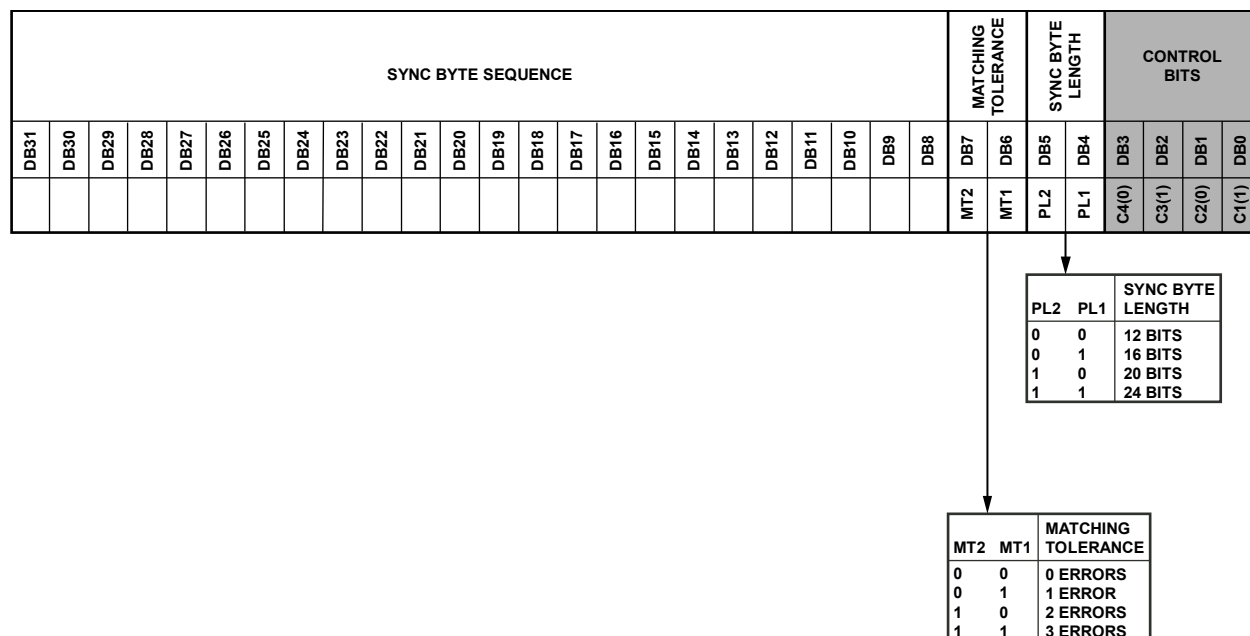 SYNC BYTE SEQUENCE
MATCHING
TOLERANCE
SYNC BYTE
LENGTH
CONTROL
BITS
DB31 DB30 DB29 DB28 DB27 DB26 DB25 DB24 DB23 DB22 DB21 DB20 DB19 DB18 DB17 DB16 DB15 DB14 DB13 DB12 DB11 DB10 DB9 DB8 DB7 DB6 DB5 DB4 DB3 DB2 DB1 DB0
MT2 MT1 PL2 PL1 C4(0) C3(1) C2(0) C1(1)
SYNC BYTE
PL2 PL1 LENGTH
0 0 12 BITS
0 1 16 BITS
1 0 20 BITS
1 1 24 BITS
MATCHING
MT2 MT1 TOLERANCE
0 0 0 ERRORS
0 1 1 ERROR
1 0 2 ERRORS
1 1 3 ERRORS